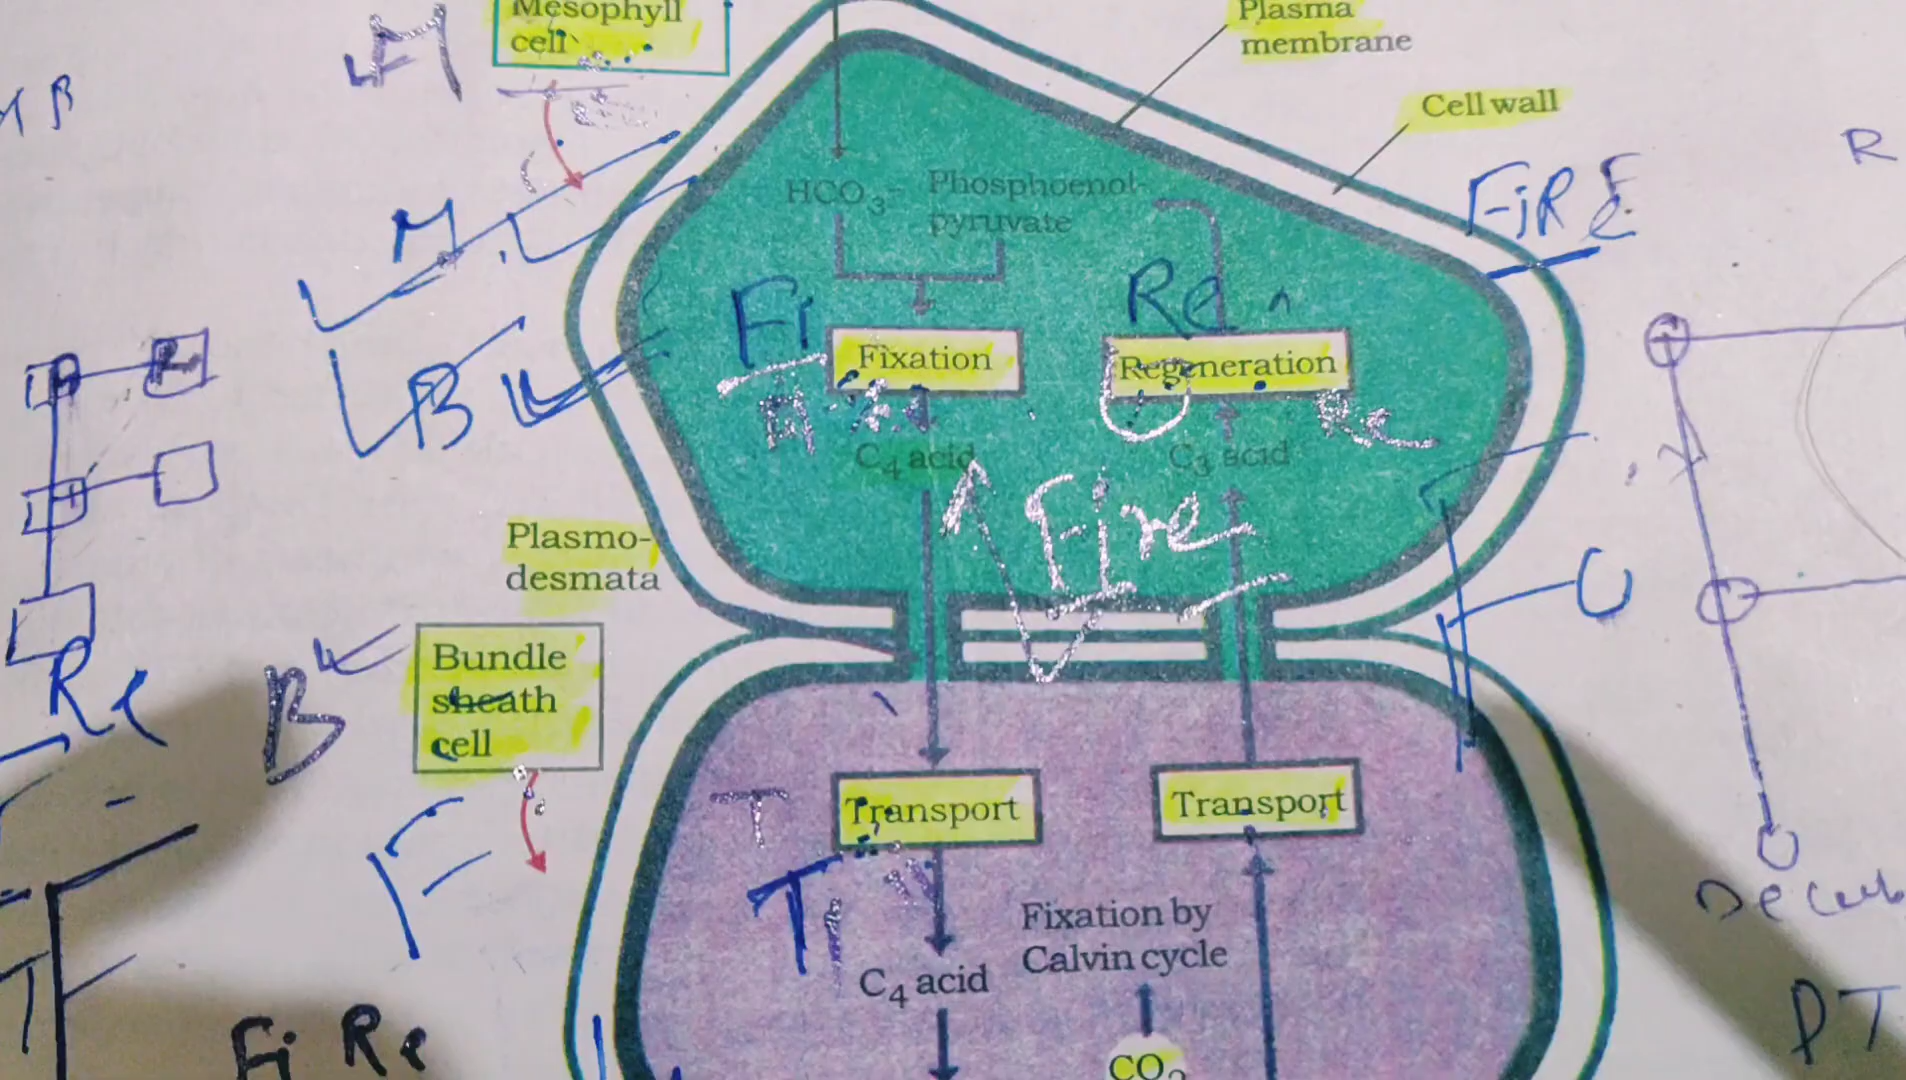 Mesophyll
cell
Plasma
membrane
Cell wall
M
M B
R
HCO3-
Phosphoenol-
pyruvate
FiRE
M
Fi
Re
B
Fixation
Regeneration
Re
C4 acid
C3 acid
Fire
Plasmo-
desmata
Re
B
Bundle
sheath
cell
F
T
Transport
Transport
T
Fixation by
Calvin cycle
C4 acid
CO2
Fi Re
DT